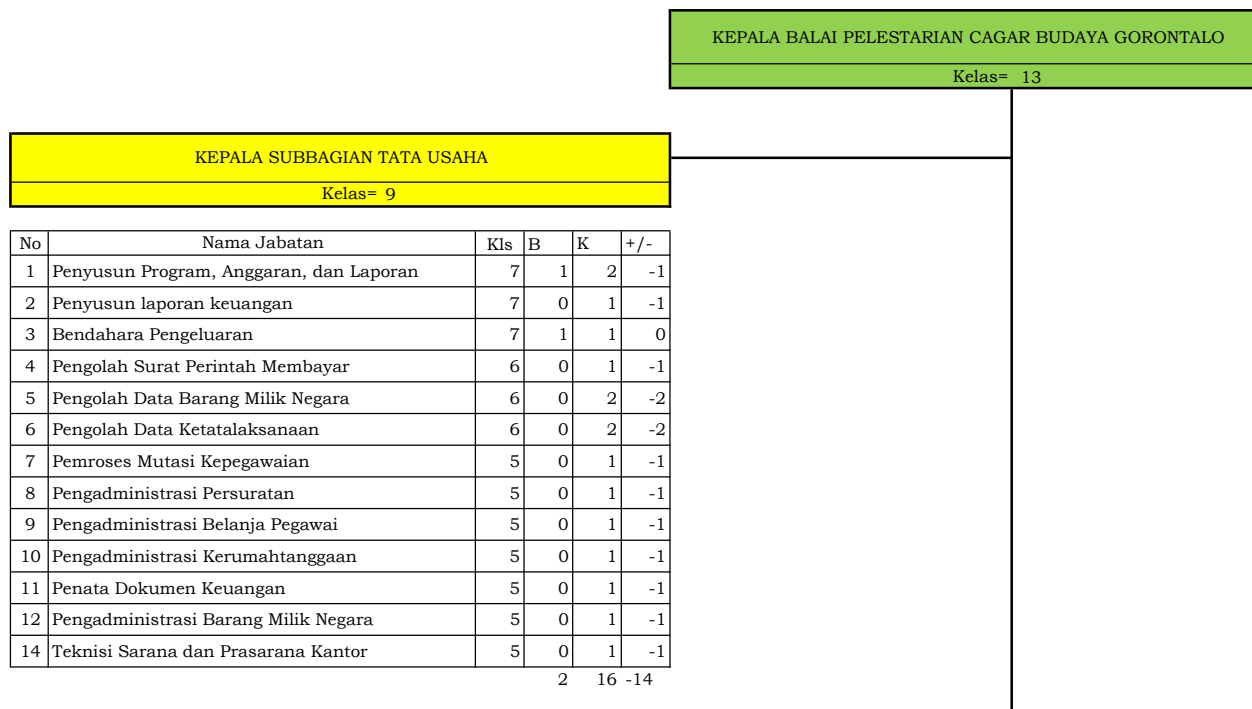 KEPALA BALAI PELESTARIAN CAGAR BUDAYA GORONTALO
Kelas= 13
KEPALA SUBBAGIAN TATA USAHA
Kelas= 9
No Nama Jabatan Kls B K +/-
1 Penyusun Program, Anggaran, dan Laporan 7 1 2 -1
2 Penyusun laporan keuangan 7 0 1 -1
3 Bendahara Pengeluaran 7 1 1 0
4 Pengolah Surat Perintah Membayar 6 0 1 -1
5 Pengolah Data Barang Milik Negara 6 0 2 -2
6 Pengolah Data Ketatalaksanaan 6 0 2 -2
7 Pemroses Mutasi Kepegawaian 5 0 1 -1
8 Pengadministrasi Persuratan 5 0 1 -1
9 Pengadministrasi Belanja Pegawai 5 0 1 -1
10 Pengadministrasi Kerumahtanggaan 5 0 1 -1
11 Penata Dokumen Keuangan 5 0 1 -1
12 Pengadministrasi Barang Milik Negara 5 0 1 -1
14 Teknisi Sarana dan Prasarana Kantor 5 0 1 -1
2 16 -14